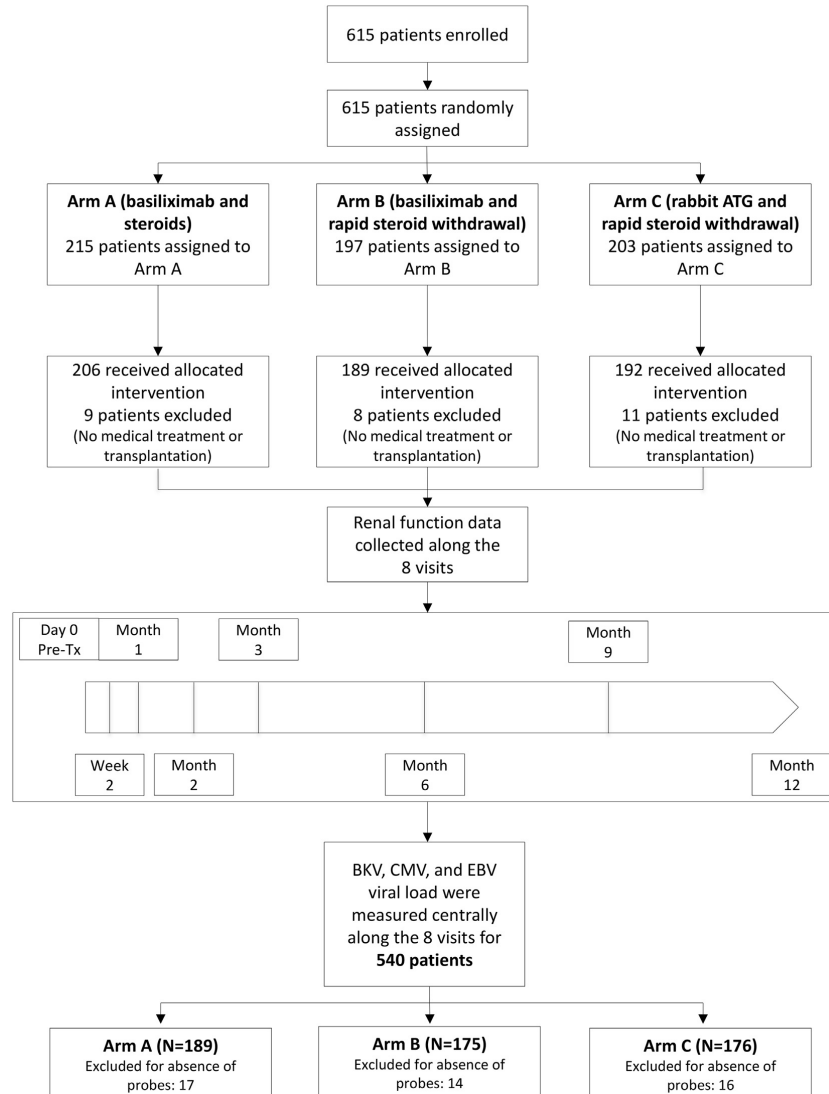 615 patients enrolled
615 patients randomly
assigned
Arm A (basiliximab and
steroids)
215 patients assigned to
Arm A
Arm B (basiliximab and
rapid steroid withdrawal)
197 patients assigned to
Arm B
Arm C (rabbit ATG and
rapid steroid withdrawal)
203 patients assigned to
Arm C
206 received allocated
intervention
9 patients excluded
(No medical treatment or
transplantation)
189 received allocated
intervention
8 patients excluded
(No medical treatment or
transplantation)
192 received allocated
intervention
11 patients excluded
(No medical treatment or
transplantation)
Renal function data
collected along the
8 visits
Day 0
Pre-Tx
Month
1
Month
3
Month
9
Week
2
Month
2
Month
6
Month
12
BKV, CMV, and EBV
viral load were
measured centrally
along the 8 visits for
540 patients
Arm A (N=189)
Excluded for absence of
probes: 17
Arm B (N=175)
Excluded for absence of
probes: 14
Arm C (N=176)
Excluded for absence of
probes: 16